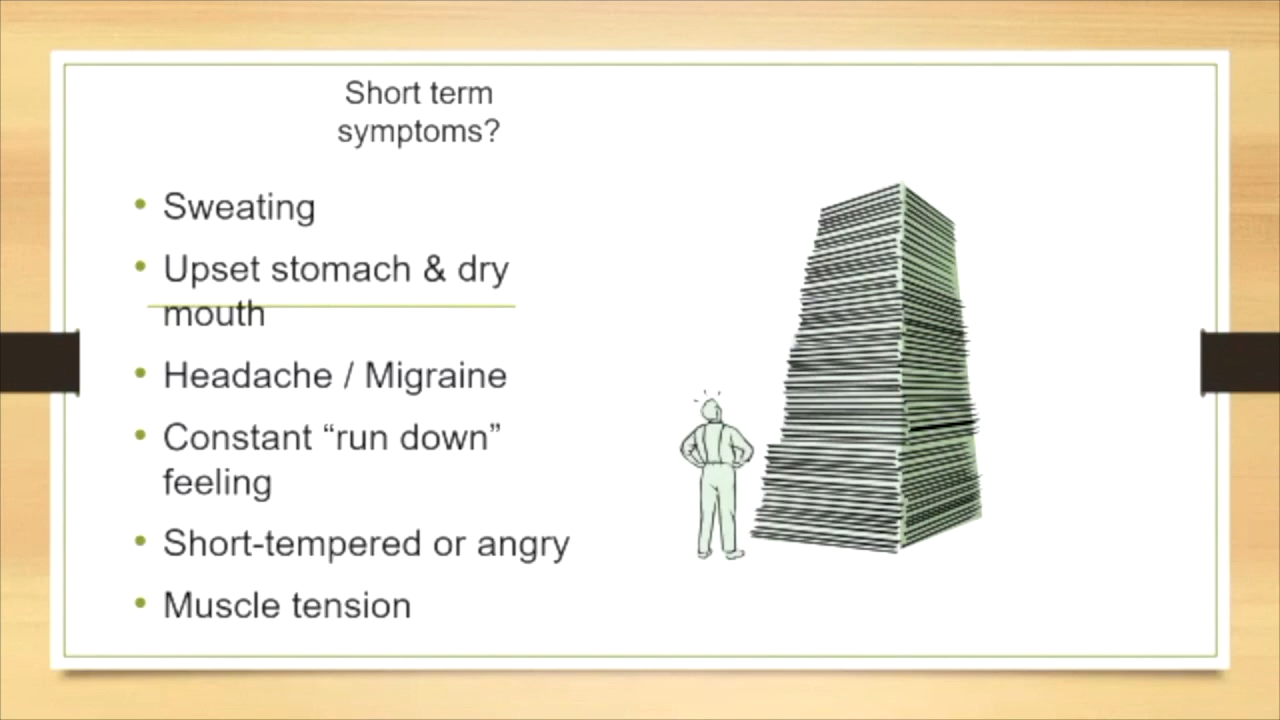 Short term
symptoms?
• Sweating
• Upset stomach & dry
mouth
• Headache / Migraine
• Constant “run down”
feeling
• Short-tempered or angry
• Muscle tension